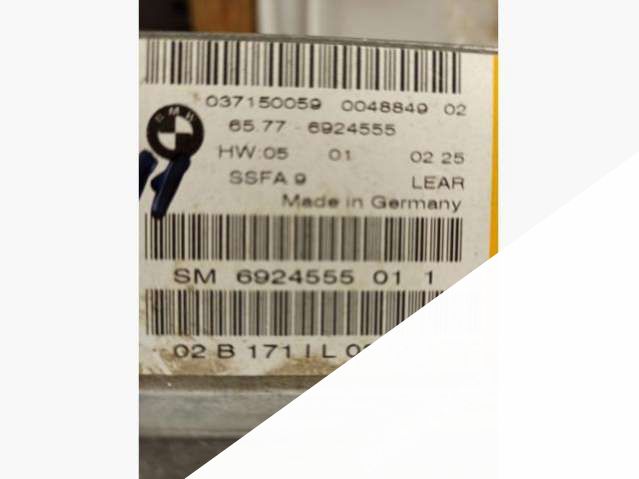 037150059 0048849 02
BMW
65.77 - 6924555
HW:05 01 02 25
SSFA 9 LEAR
Made in Germany
SM 6924555 01 1
02 B 171 I L